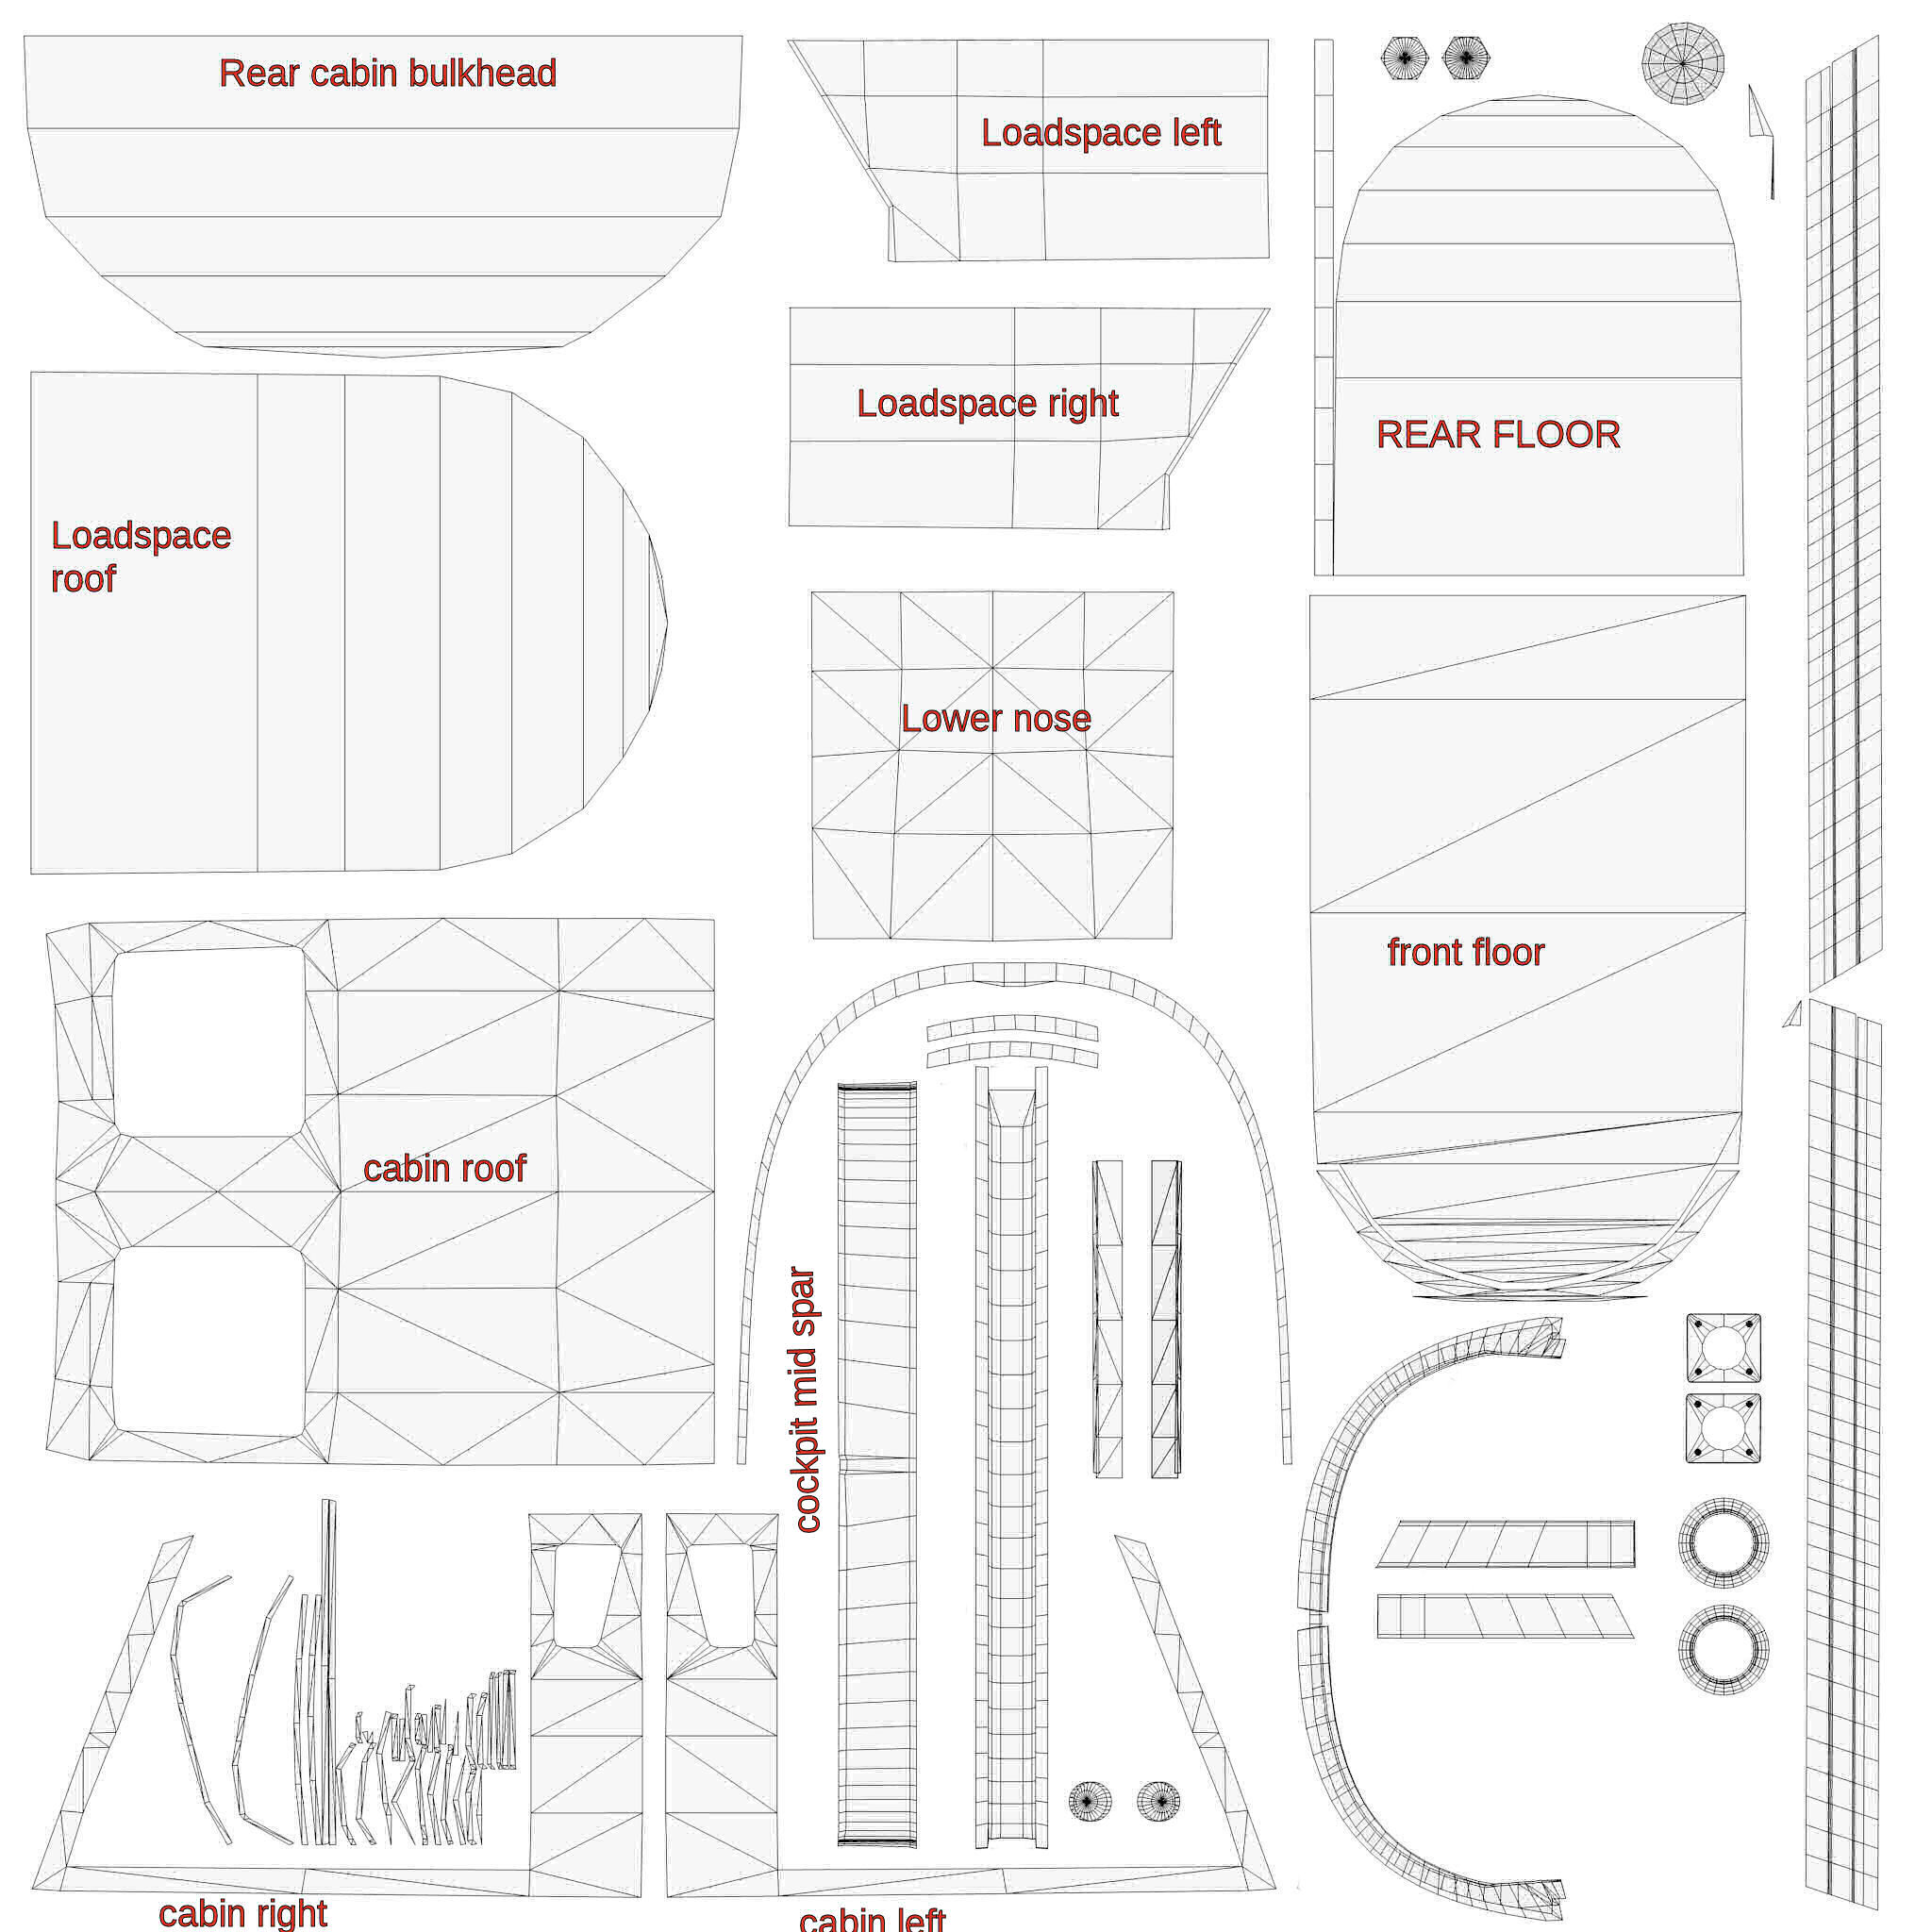 Rear cabin bulkhead
Loadspace left
Loadspace right
REAR FLOOR
Loadspace
roof
Lower nose
front floor
cabin roof
cockpit mid spar
cabin right
cabin left